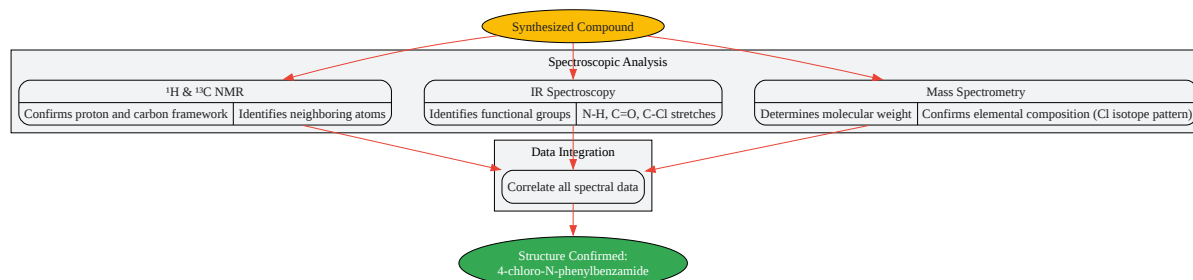 Synthesized Compound
Spectroscopic Analysis
¹H & ¹³C NMR
Confirms proton and carbon framework
Identifies neighboring atoms
IR Spectroscopy
Identifies functional groups
N-H, C=O, C-Cl stretches
Mass Spectrometry
Determines molecular weight
Confirms elemental composition (Cl isotope pattern)
Data Integration
Correlate all spectral data
Structure Confirmed:
4-chloro-N-phenylbenzamide